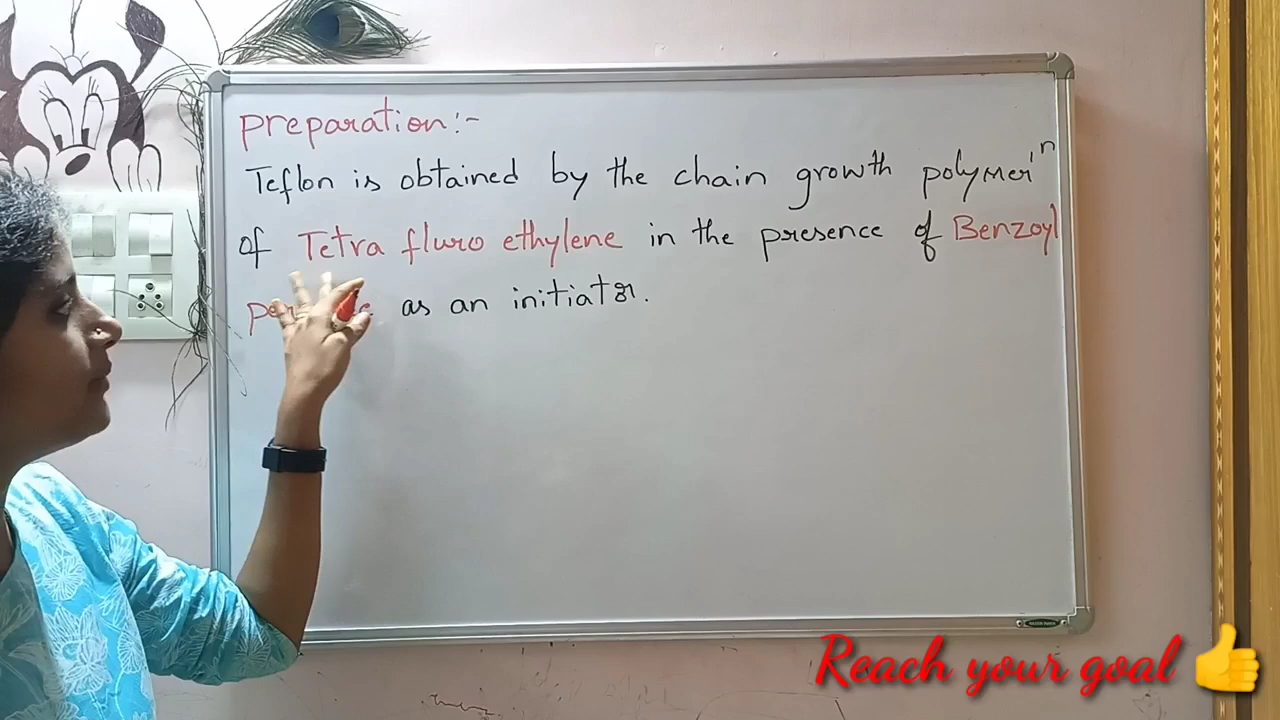 preparation:-
Teflon is obtained by the chain growth polymerⁿ
of Tetra fluro ethylene in the presence of Benzoyl
as an initiator.
Reach your goal 👍